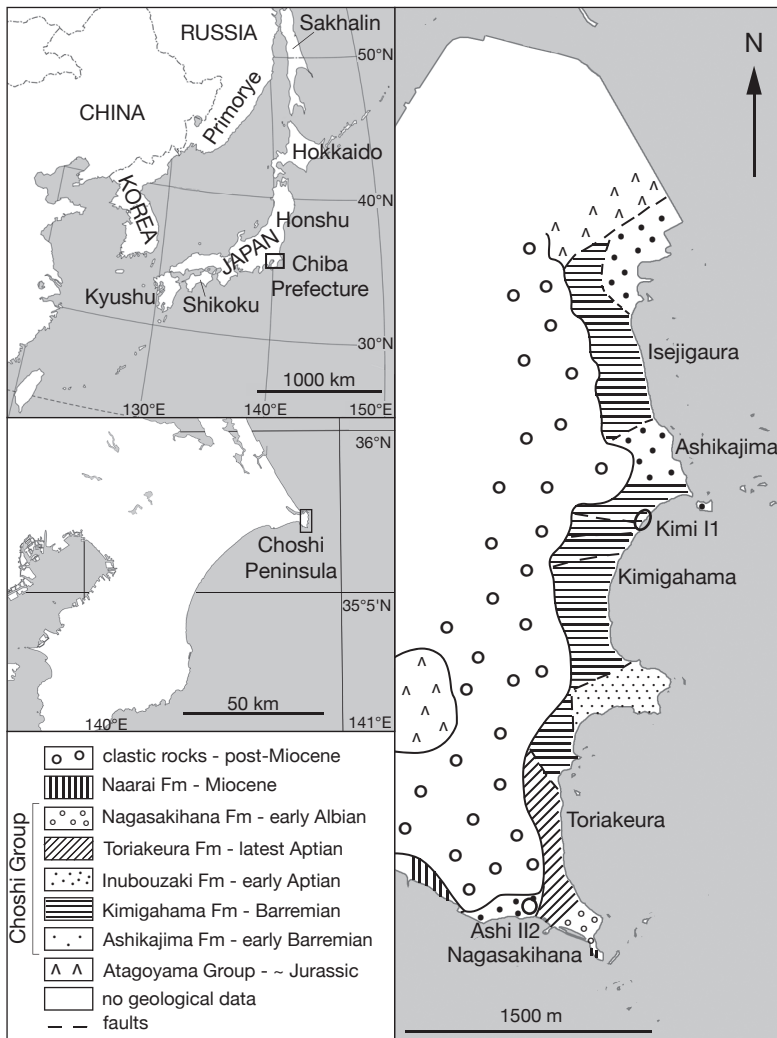 RUSSIA
Sakhalin
50°N
CHINA
Primorye
Hokkaido
KOREA
40°N
Honshu
JAPAN
Chiba
Prefecture
Kyushu
Shikoku
30°N
1000 km
130°E
140°E
150°E
36°N
Choshi
Peninsula
35°5'N
50 km
140°E
141°E
Choshi Group
clastic rocks - post-Miocene
Naarai Fm - Miocene
Nagasakihana Fm - early Albian
Toriakeura Fm - latest Aptian
Inubouzaki Fm - early Aptian
Kimigahama Fm - Barremian
Ashikajima Fm - early Barremian
Atagoyama Group - ~ Jurassic
no geological data
faults
N
Isejigaura
Ashikajima
Kimi I1
Kimigahama
Toriakeura
Ashi II2
Nagasakihana
1500 m